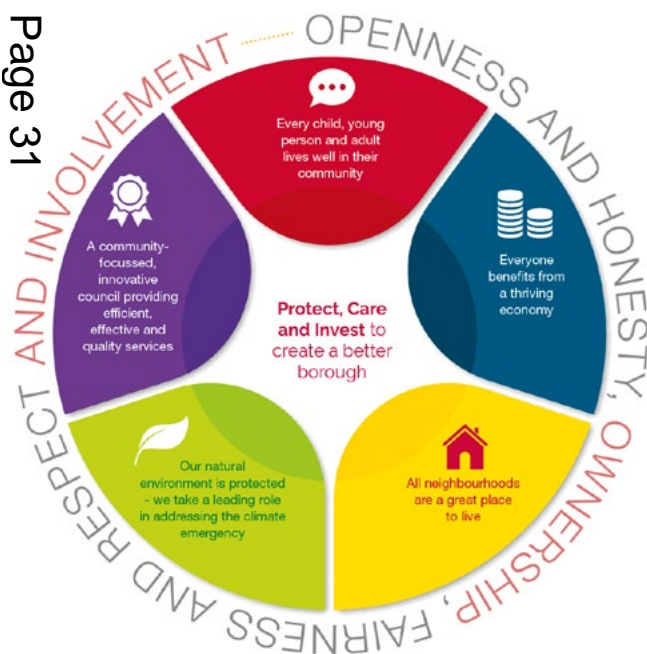 Page 31
OPENNESS AND HONESTY, OWNERSHIP, FAIRNESS AND RESPECT AND INVOLVEMENT
Every child, young
person and adult
lives well in their
community
Everyone
benefits from
a thriving
economy
All neighbourhoods
are a great place
to live
Our natural
environment is protected
- we take a leading role
in addressing the climate
emergency
A community-
focussed,
innovative
council providing
efficient,
effective and
quality services
Protect, Care
and Invest to
create a better
borough